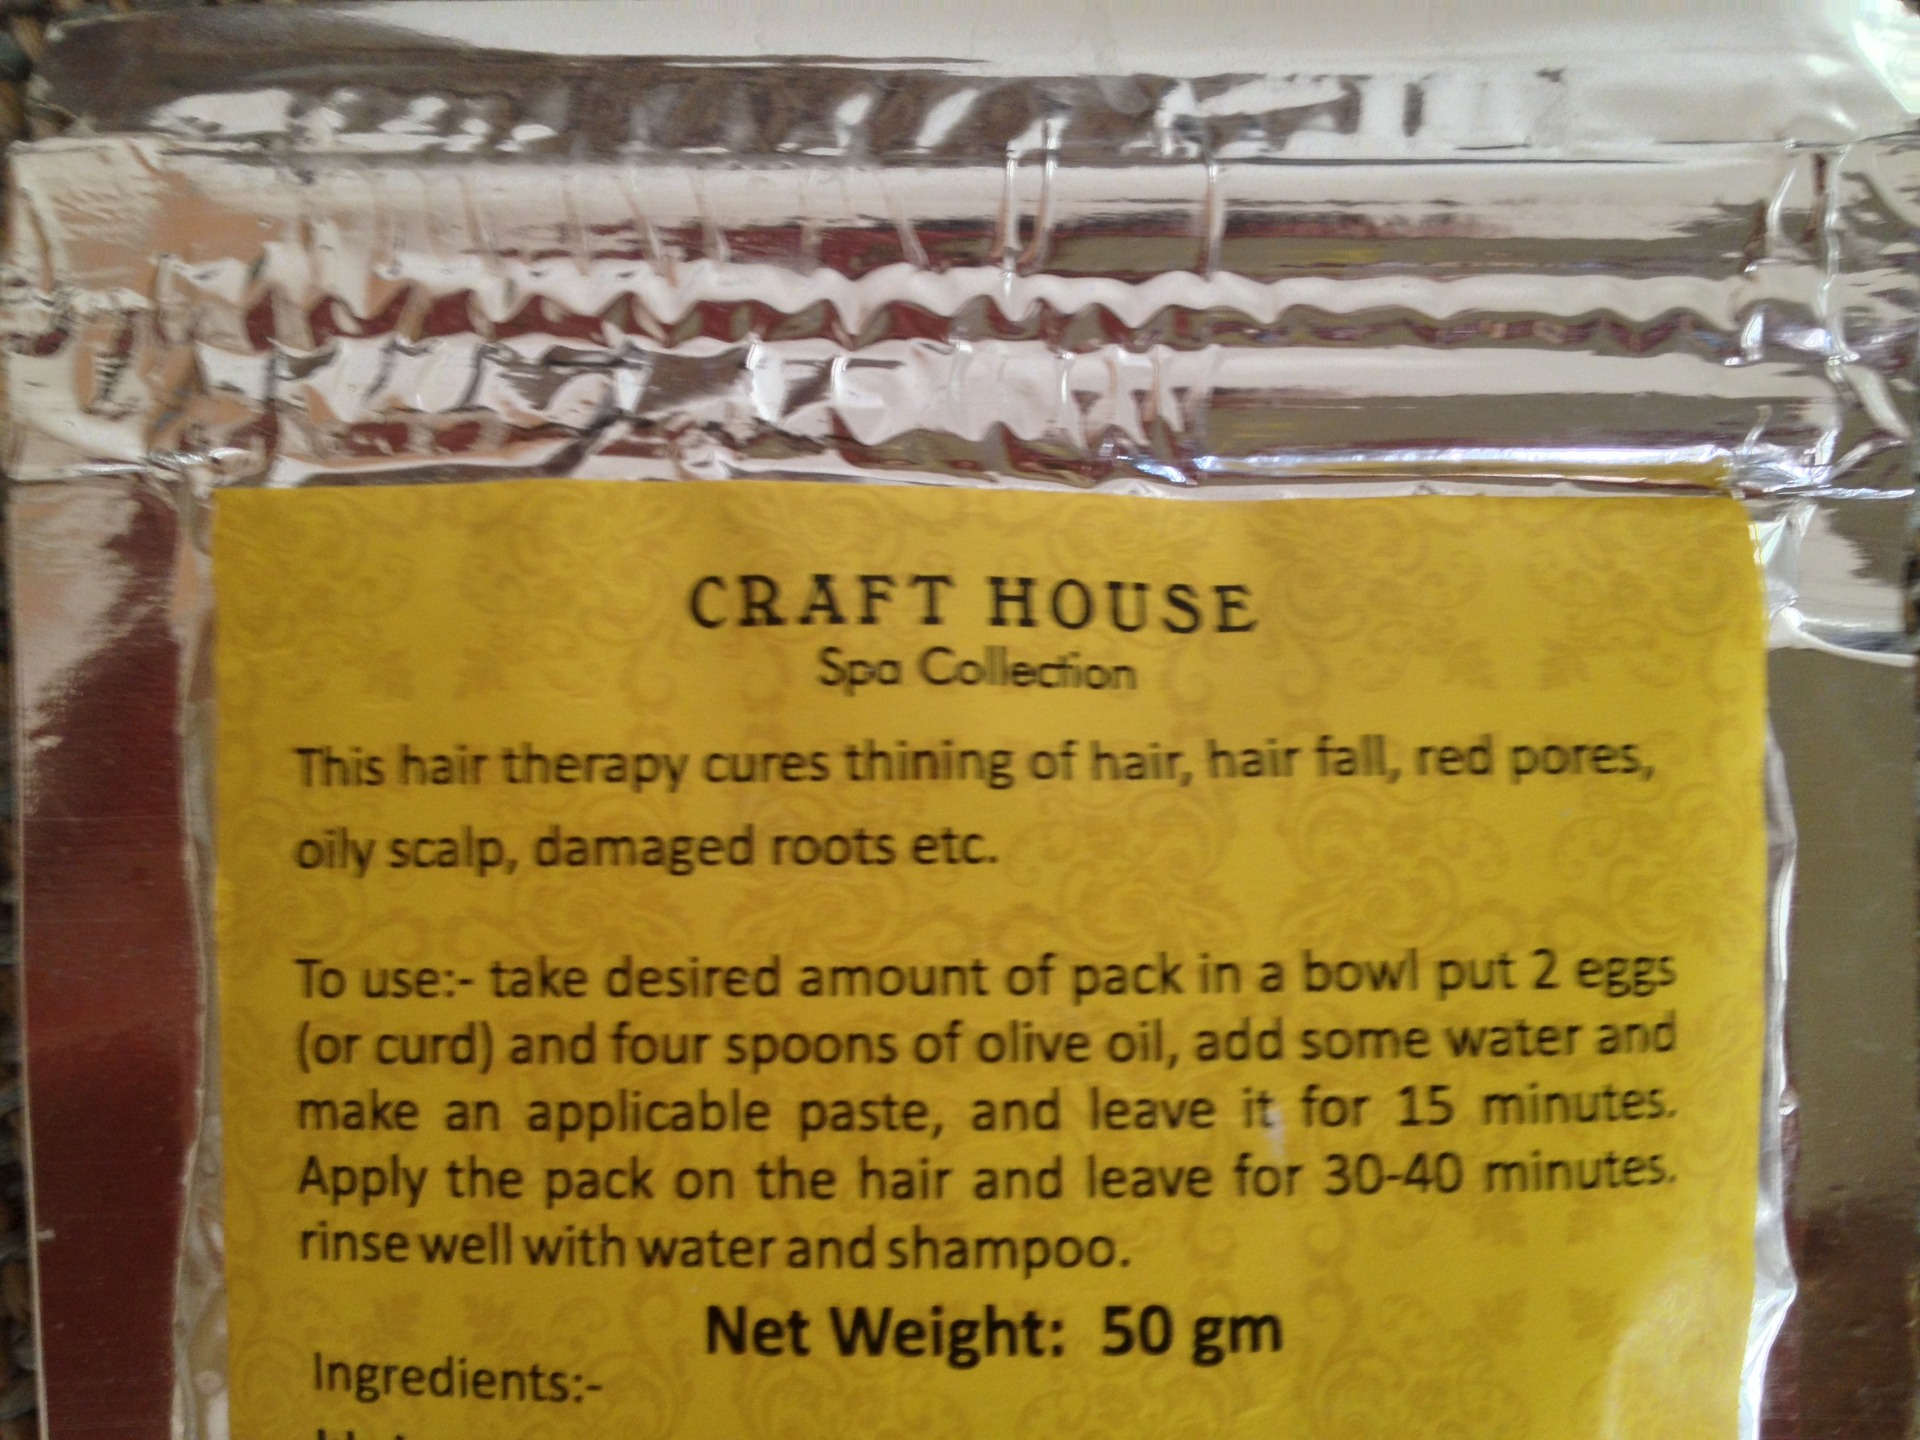 CRAFT HOUSE
Spa Collection
This hair therapy cures thining of hair, hair fall, red pores,
oily scalp, damaged roots etc.
To use:- take desired amount of pack in a bowl put 2 eggs
(or curd) and four spoons of olive oil, add some water and
make an applicable paste, and leave it for 15 minutes.
Apply the pack on the hair and leave for 30-40 minutes.
rinse well with water and shampoo.
Net Weight: 50 gm
Ingredients:-